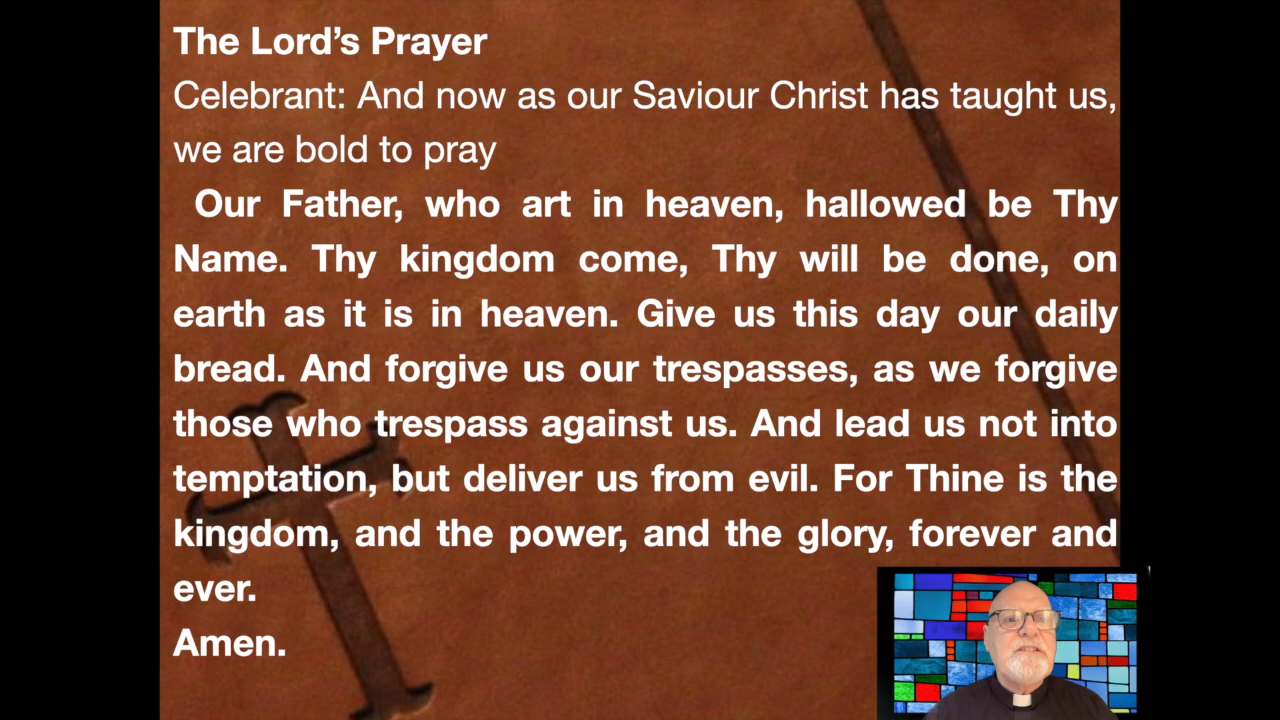 The Lord’s Prayer
Celebrant: And now as our Saviour Christ has taught us,
we are bold to pray
Our Father, who art in heaven, hallowed be Thy
Name. Thy kingdom come, Thy will be done, on
earth as it is in heaven. Give us this day our daily
bread. And forgive us our trespasses, as we forgive
those who trespass against us. And lead us not into
temptation, but deliver us from evil. For Thine is the
kingdom, and the power, and the glory, forever and
ever.
Amen.